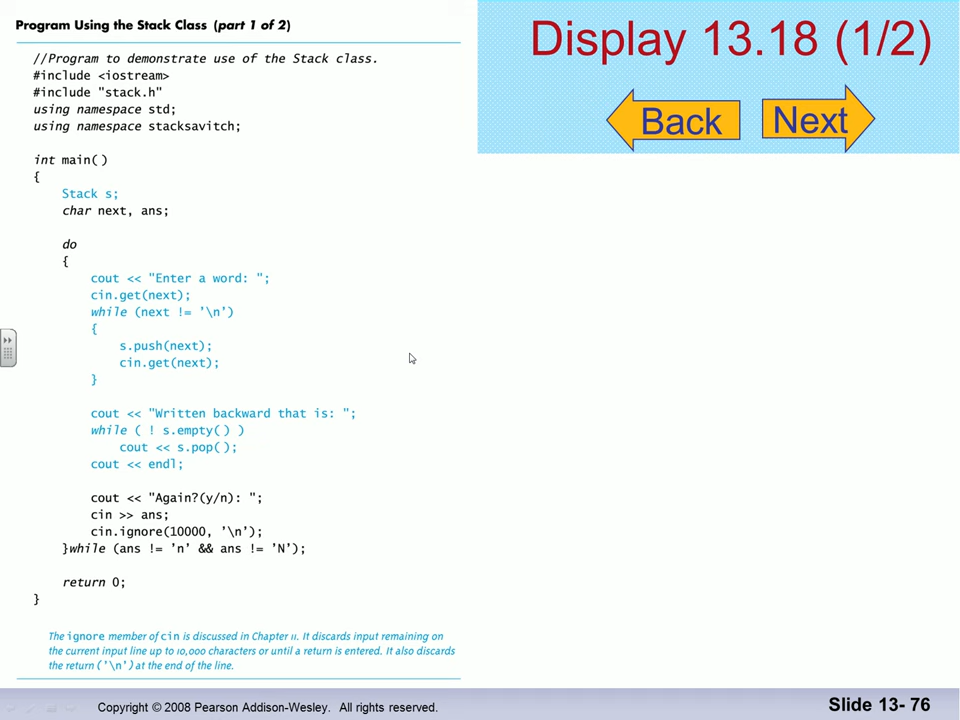 Program Using the Stack Class (part 1 of 2)
//Program to demonstrate use of the Stack class.
#include <iostream>
#include "stack.h"
using namespace std;
using namespace stacksavitch;
int main( )
{
Stack s;
char next, ans;
do
{
cout << "Enter a word: ";
cin.get(next);
while (next != ’\n’)
{
s.push(next);
cin.get(next);
}
cout << "Written backward that is: ";
while ( ! s.empty( ) )
cout << s.pop( );
cout << endl;
cout << "Again?(y/n): ";
cin >> ans;
cin.ignore(10000, ’\n’);
}while (ans != ’n’ && ans != ’N’);
return 0;
}
The ignore member of cin is discussed in Chapter 11. It discards input remaining on
the current input line up to 10,000 characters or until a return is entered. It also discards
the return (’\n’) at the end of the line.
Display 13.18 (1/2)
Back
Next
Copyright © 2008 Pearson Addison-Wesley. All rights reserved.
Slide 13- 76